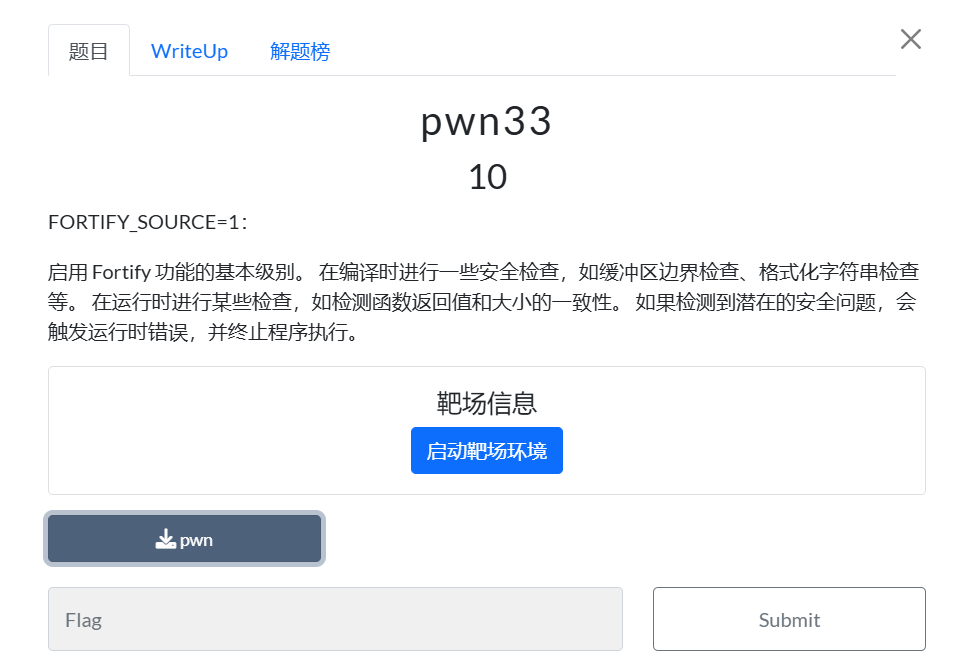 题目 WriteUp 解题榜
pwn33
10
FORTIFY_SOURCE=1：
启用 Fortify 功能的基本级别。 在编译时进行一些安全检查，如缓冲区边界检查、格式化字符串检查
等。 在运行时进行某些检查，如检测函数返回值和大小的一致性。 如果检测到潜在的安全问题，会
触发运行时错误，并终止程序执行。
靶场信息
启动靶场环境
pwn
Flag Submit